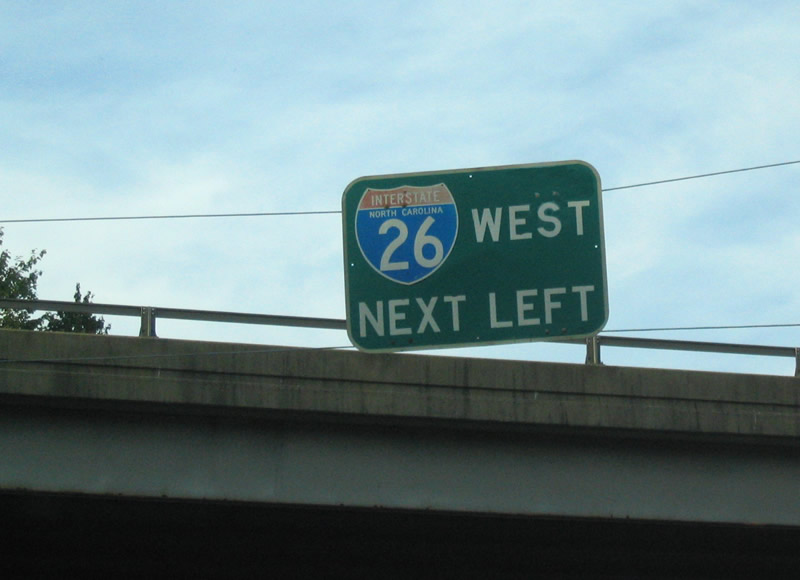 INTERSTATE
NORTH CAROLINA
26 WEST
NEXT LEFT